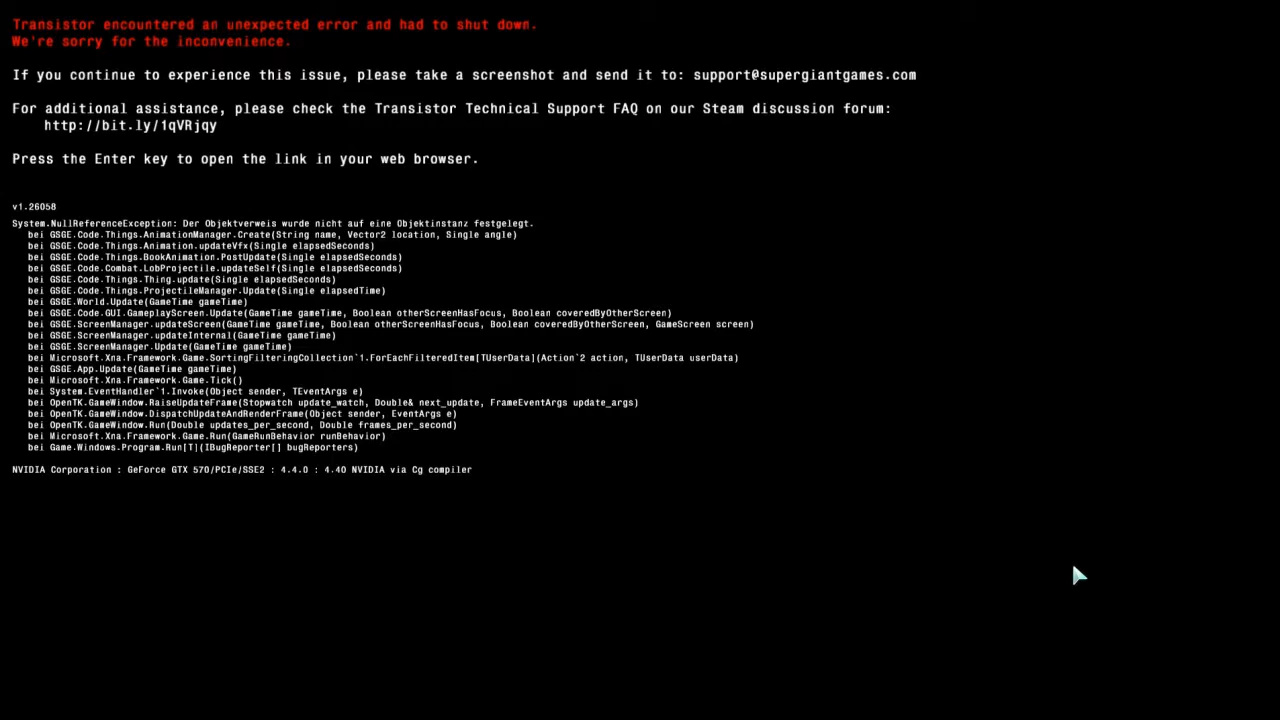 Transistor encountered an unexpected error and had to shut down.
We're sorry for the inconvenience.
If you continue to experience this issue, please take a screenshot and send it to: support@supergiantgames.com
For additional assistance, please check the Transistor Technical Support FAQ on our Steam discussion forum:
http://bit.ly/1qVRjqy
Press the Enter key to open the link in your web browser.
v1.26058
System.NullReferenceException: Der Objektverweis wurde nicht auf eine Objektinstanz festgelegt.
bei GSGE.Code.Things.AnimationManager.Create(String name, Vector2 location, Single angle)
bei GSGE.Code.Things.Animation.updateVfx(Single elapsedSeconds)
bei GSGE.Code.Things.BookAnimation.PostUpdate(Single elapsedSeconds)
bei GSGE.Code.Combat.LobProjectile.updateSelf(Single elapsedSeconds)
bei GSGE.Code.Things.Thing.update(Single elapsedSeconds)
bei GSGE.Code.Things.ProjectileManager.Update(Single elapsedTime)
bei GSGE.World.Update(GameTime gameTime)
bei GSGE.Code.GUI.GameplayScreen.Update(GameTime gameTime, Boolean otherScreenHasFocus, Boolean coveredByOtherScreen)
bei GSGE.ScreenManager.updateScreen(GameTime gameTime, Boolean otherScreenHasFocus, Boolean coveredByOtherScreen, GameScreen screen)
bei GSGE.ScreenManager.updateInternal(GameTime gameTime)
bei GSGE.ScreenManager.Update(GameTime gameTime)
bei Microsoft.Xna.Framework.Game.SortingFilteringCollection`1.ForEachFilteredItem[TUserData](Action`2 action, TUserData userData)
bei GSGE.App.Update(GameTime gameTime)
bei Microsoft.Xna.Framework.Game.Tick()
bei System.EventHandler`1.Invoke(Object sender, TEventArgs e)
bei OpenTK.GameWindow.RaiseUpdateFrame(Stopwatch update_watch, Double& next_update, FrameEventArgs update_args)
bei OpenTK.GameWindow.DispatchUpdateAndRenderFrame(Object sender, EventArgs e)
bei OpenTK.GameWindow.Run(Double updates_per_second, Double frames_per_second)
bei Microsoft.Xna.Framework.Game.Run(GameRunBehavior runBehavior)
bei Game.Windows.Program.Run[T](IBugReporter[] bugReporters)
NVIDIA Corporation : GeForce GTX 570/PCIe/SSE2 : 4.4.0 : 4.40 NVIDIA via Cg compiler